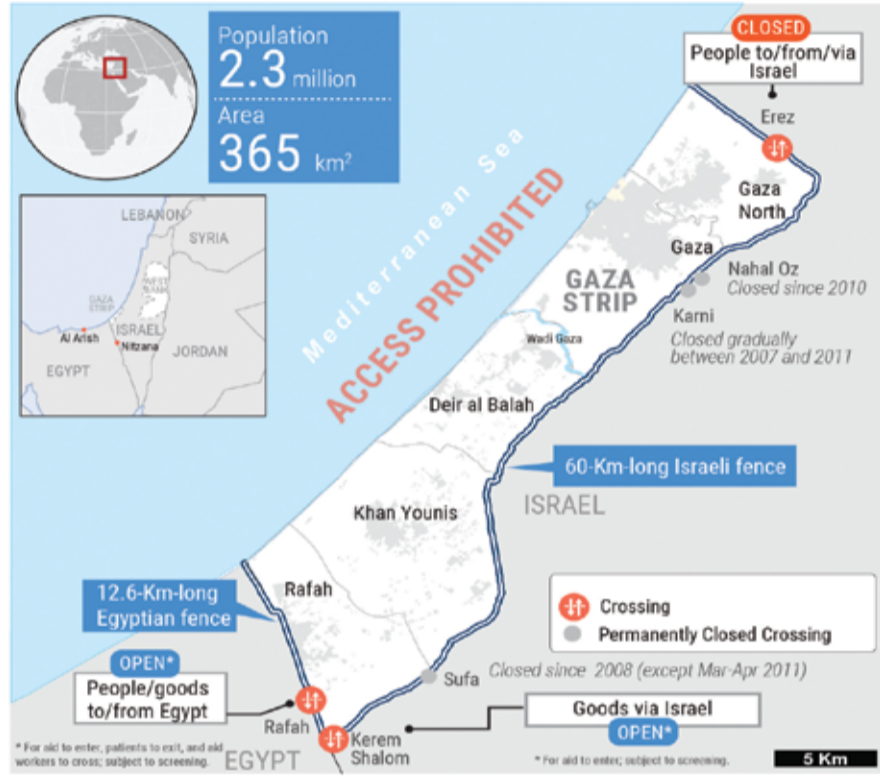 Population
2.3 million
Area
365 km²
CLOSED
People to/from/via
Israel
Erez
Gaza
North
Gaza
Nahal Oz
Closed since 2010
Karni
Closed gradually
between 2007 and 2011
GAZA
STRIP
Mediterranean Sea
ACCESS PROHIBITED
Wadi Gaza
LEBANON
SYRIA
WEST
BANK
GAZA
STRIP
ISRAEL
Al Arish
Nitzana
JORDAN
EGYPT
Deir al Balah
60-Km-long Israeli fence
ISRAEL
Khan Younis
Rafah
12.6-Km-long
Egyptian fence
Crossing
Permanently Closed Crossing
OPEN*
People/goods
to/from Egypt
Sufa
Closed since 2008 (except Mar-Apr 2011)
Goods via Israel
OPEN*
Rafah
Kerem
Shalom
EGYPT
* For aid to enter, patients to exit, and aid
workers to cross; subject to screening.
* For aid to enter; subject to screening.
5 Km